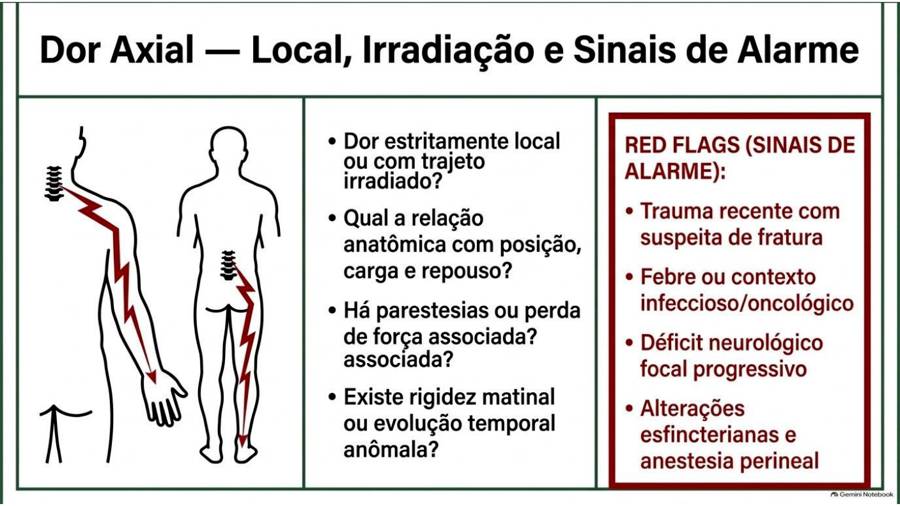 Dor Axial — Local, Irradiação e Sinais de Alarme
• Dor estritamente local
ou com trajeto
irradiado?
• Qual a relação
anatômica com posição,
carga e repouso?
• Há parestesias ou perda
de força associada?
associada?
• Existe rigidez matinal
ou evolução temporal
anômala?
RED FLAGS (SINAIS DE
ALARME):
• Trauma recente com
suspeita de fratura
• Febre ou contexto
infeccioso/oncológico
• Déficit neurológico
focal progressivo
• Alterações
esfincterianas e
anestesia perineal
Gemini Notebook